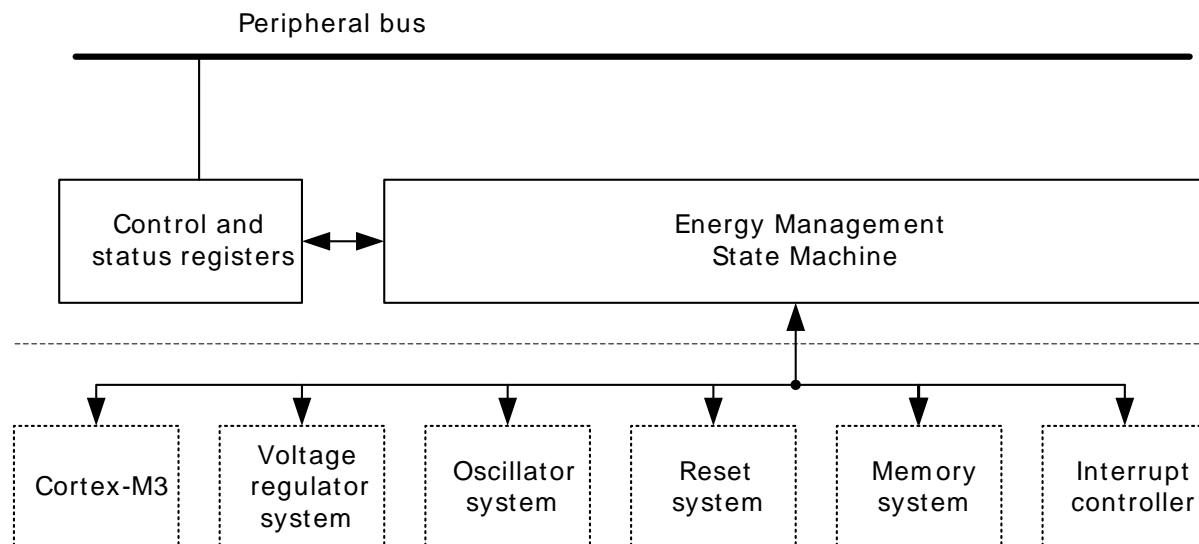 Peripheral bus
Control and
status registers
Energy Management
State Machine
Cortex-M3
Voltage
regulator
system
Oscillator
system
Reset
system
Memory
system
Interrupt
controller